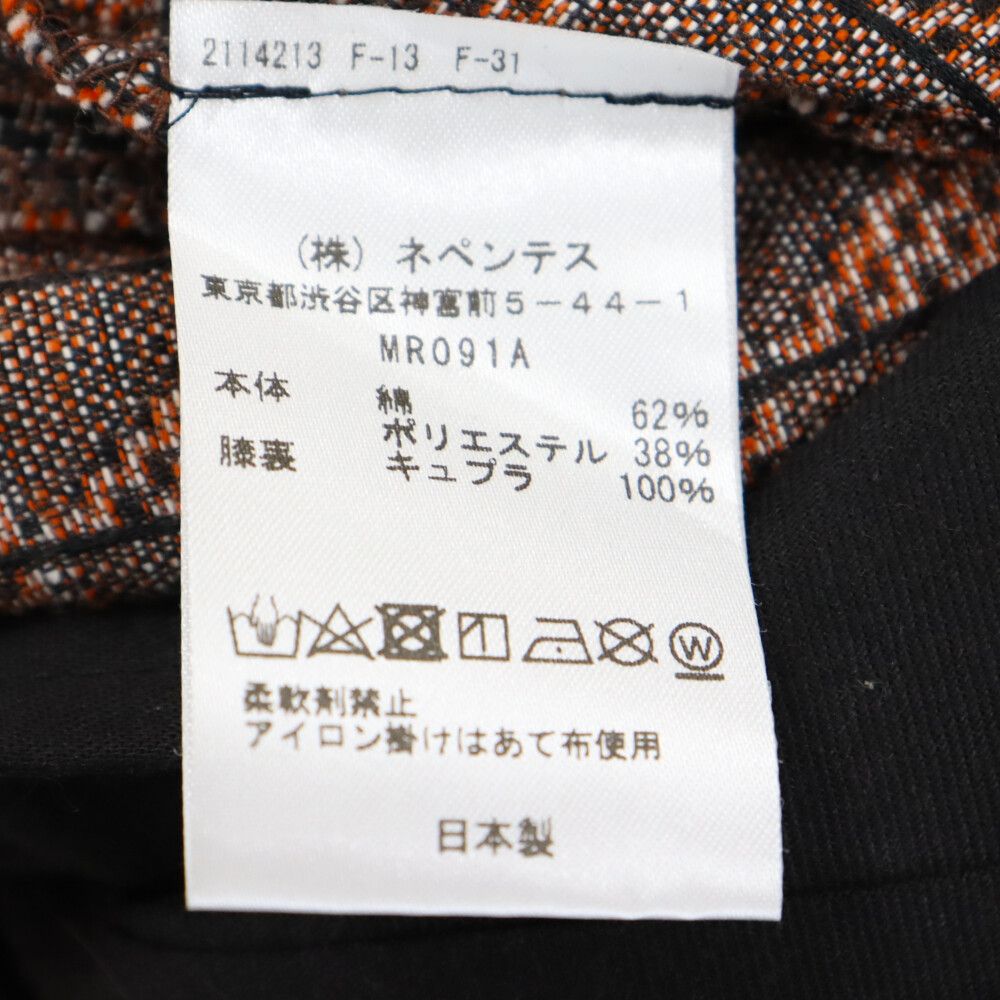 2114213 F-13 F-31
(株) ネペンテス
東京都渋谷区神宮前5-44-1
MR091A
本体 綿 62%
ポリエステル 38%
膝裏 キュプラ 100%
W
柔軟剤禁止
アイロン掛けはあて布使用
日本製